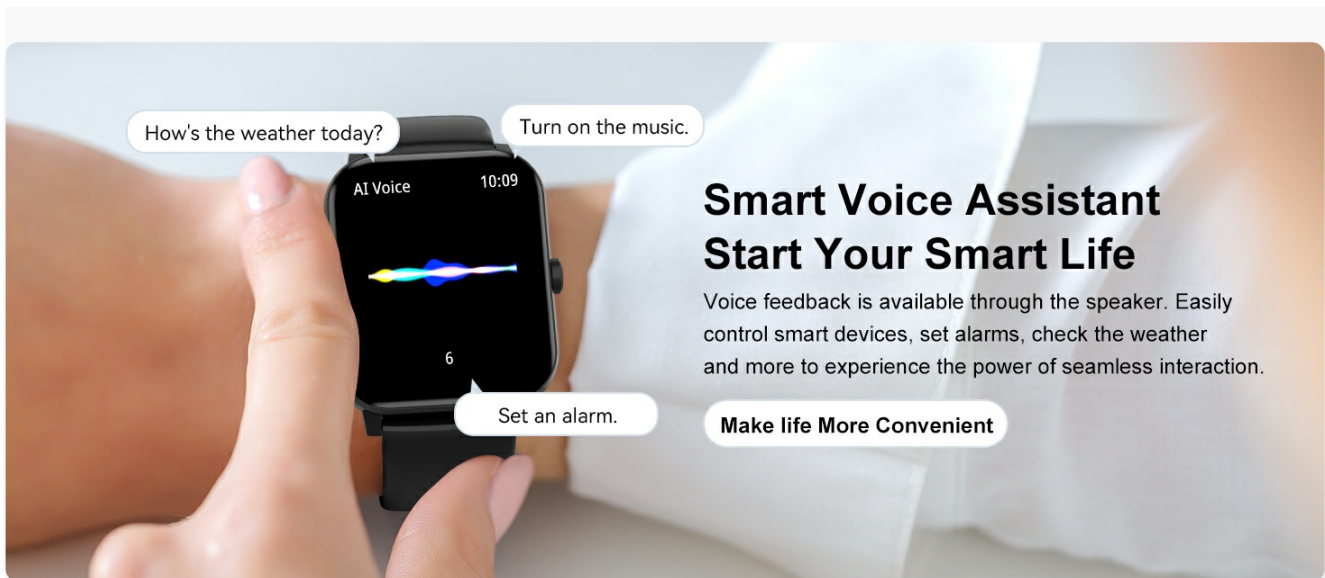 How's the weather today?
Turn on the music.
AI Voice
10:09
6
Set an alarm.
Smart Voice Assistant
Start Your Smart Life
Voice feedback is available through the speaker. Easily
control smart devices, set alarms, check the weather
and more to experience the power of seamless interaction.
Make life More Convenient